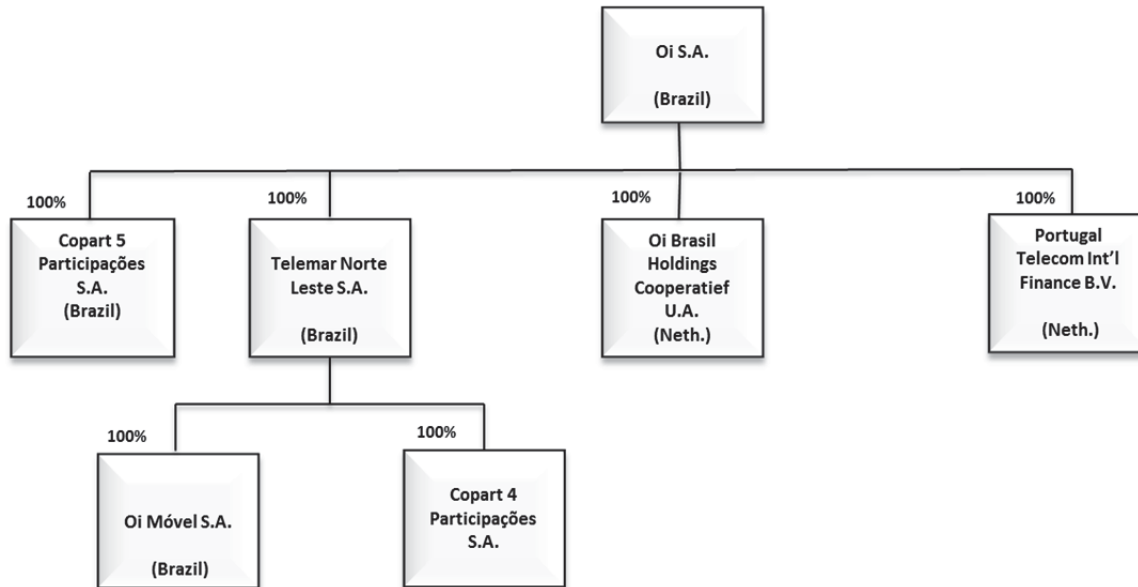 Oi S.A.
(Brazil)
100%
100%
100%
100%
Copart 5
Participações
S.A.
(Brazil)
Telemar Norte
Leste S.A.
(Brazil)
Oi Brasil
Holdings
Cooperatief
U.A.
(Neth.)
Portugal
Telecom Int’l
Finance B.V.
(Neth.)
100%
100%
Oi Móvel S.A.
(Brazil)
Copart 4
Participações
S.A.